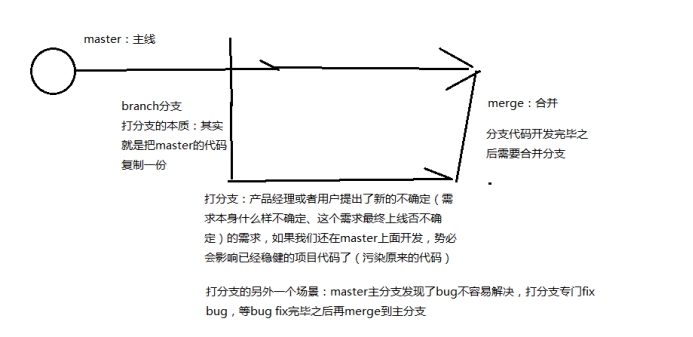 master：主线
branch分支
打分支的本质：其实
就是把master的代码
复制一份
merge：合并
分支代码开发完毕之
后需要合并分支
打分支：产品经理或者用户提出了新的不确定（需
求本身什么样不确定、这个需求最终上线否不确
定）的需求，如果我们还在master上面开发，势必
会影响已经稳健的项目代码了（污染原来的代码）
打分支的另外一个场景：master主分支发现了bug不容易解决，打分支专门fix
bug，等bug fix完毕之后再merge到主分支